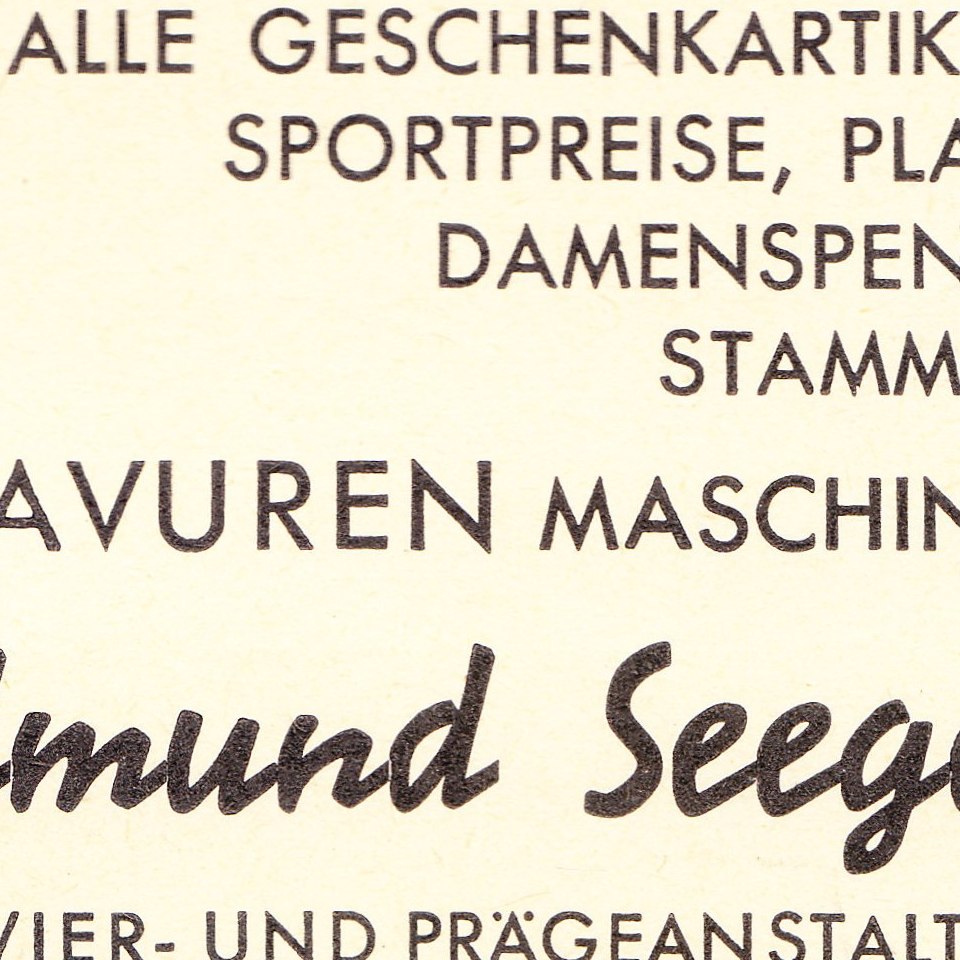 ALLE GESCHENKARTIK
SPORTPREISE, PLA
DAMENSPEN
STAMM
AVUREN MASCHIN
mund Seeg
VIER- UND PRÄGEANSTALT